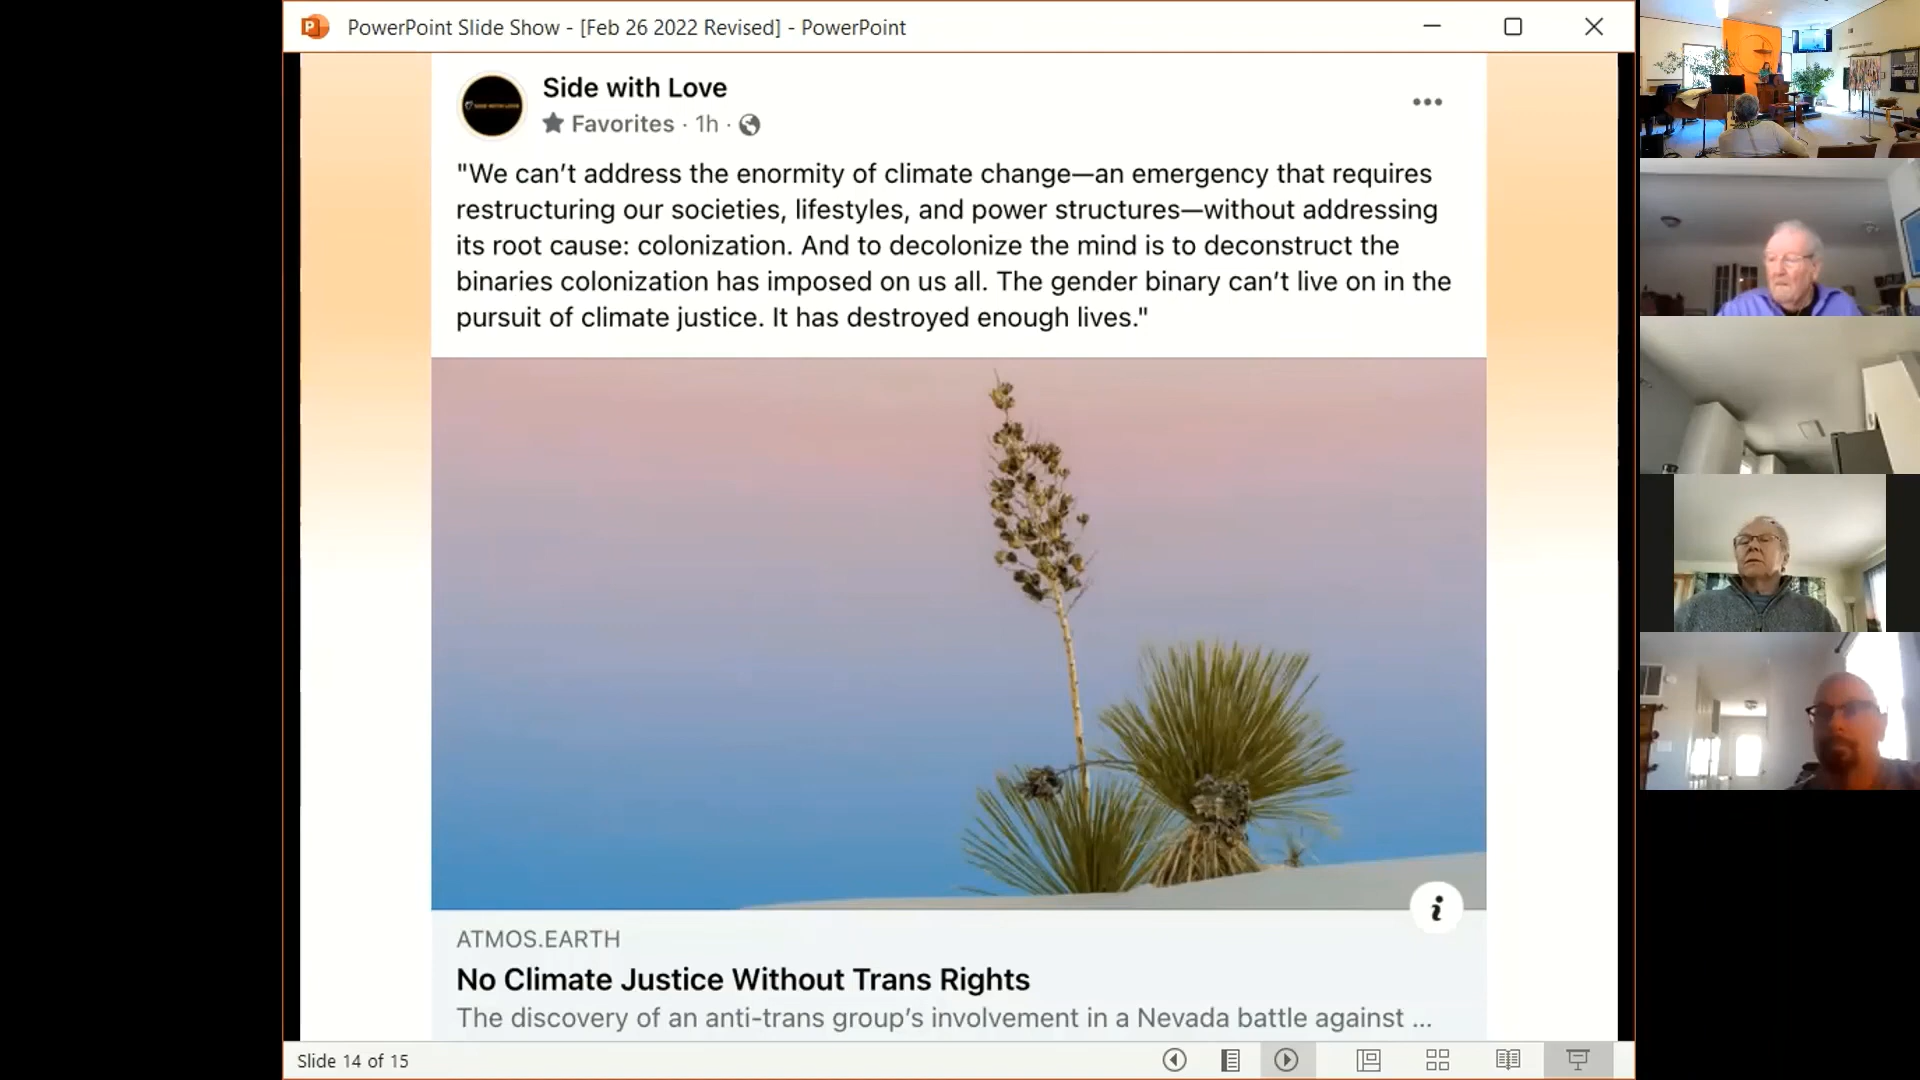 PowerPoint Slide Show - [Feb 26 2022 Revised] - PowerPoint
Side with Love
Favorites · 1h ·
"We can't address the enormity of climate change—an emergency that requires
restructuring our societies, lifestyles, and power structures—without addressing
its root cause: colonization. And to decolonize the mind is to deconstruct the
binaries colonization has imposed on us all. The gender binary can't live on in the
pursuit of climate justice. It has destroyed enough lives."
ATMOS.EARTH
No Climate Justice Without Trans Rights
The discovery of an anti-trans group's involvement in a Nevada battle against ...
Slide 14 of 15